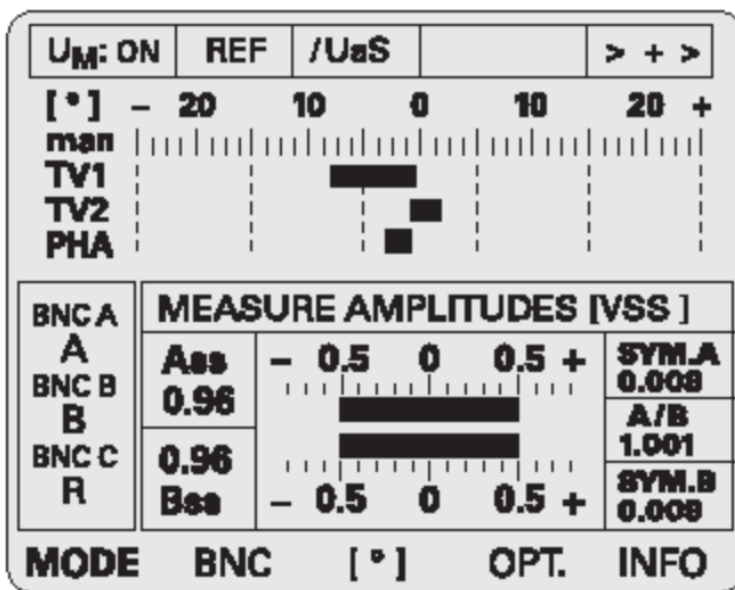 UM: ON REF /UaS > + >
[°] – 20 10 0 10 20 +
man
TV1
TV2
PHA
BNC A
A
BNC B
B
BNC C
R
MEASURE AMPLITUDES [VSS ]
Ass
0.96
– 0.5 0 0.5 +
SYM.A
0.008
A/B
1.001
0.96
Bss
– 0.5 0 0.5 +
SYM.B
0.009
MODE BNC [°] OPT. INFO